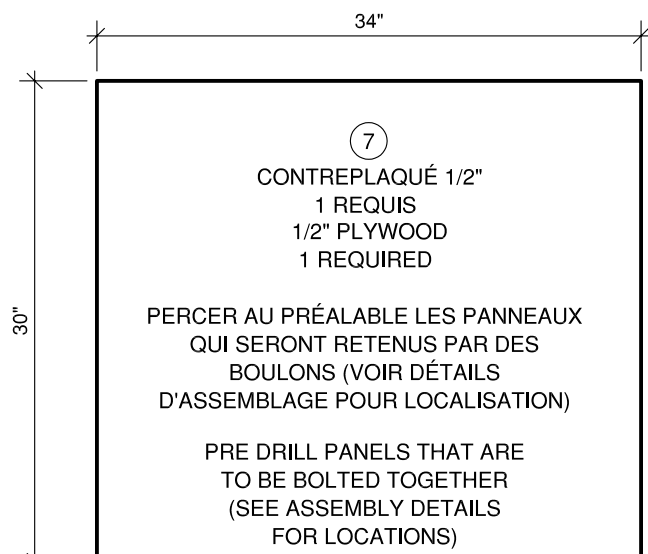 34"
7
CONTREPLAQUÉ 1/2"
1 REQUIS
1/2" PLYWOOD
1 REQUIRED
30"
PERCER AU PRÉALABLE LES PANNEAUX
QUI SERONT RETENUS PAR DES
BOULONS (VOIR DÉTAILS
D'ASSEMBLAGE POUR LOCALISATION)
PRE DRILL PANELS THAT ARE
TO BE BOLTED TOGETHER
(SEE ASSEMBLY DETAILS
FOR LOCATIONS)